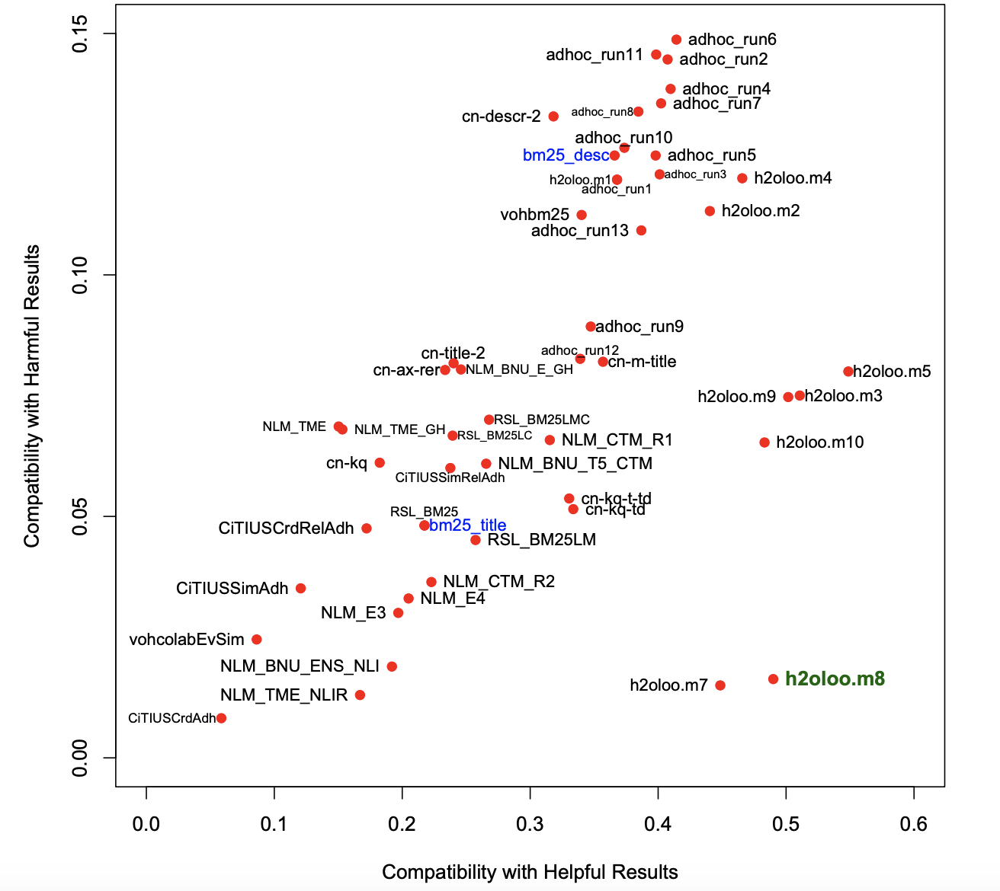 0.15
adhoc_run6
adhoc_run11
adhoc_run2
adhoc_run4
adhoc_run7
adhoc_run8
cn-descr-2
adhoc_run10
bm25_desc
adhoc_run5
adhoc_run3
h2oloo.m1
h2oloo.m4
adhoc_run1
h2oloo.m2
vohbm25
adhoc_run13
0.10
Compatibility with Harmful Results
adhoc_run9
adhoc_run12
cn-title-2
cn-m-title
cn-ax-rer
NLM_BNU_E_GH
h2oloo.m5
h2oloo.m9
h2oloo.m3
RSL_BM25LMC
NLM_TME
NLM_TME_GH
RSL_BM25LC
NLM_CTM_R1
h2oloo.m10
cn-kq
NLM_BNU_T5_CTM
CiTIUSSimRelAdh
cn-kq-t-td
cn-kq-td
0.05
RSL_BM25
bm25_title
CiTIUSCrdRelAdh
RSL_BM25LM
NLM_CTM_R2
CiTIUSSimAdh
NLM_E4
NLM_E3
vohcolabEvSim
NLM_BNU_ENS_NLI
h2oloo.m8
h2oloo.m7
NLM_TME_NLIR
CiTIUSCrdAdh
0.00
0.0 0.1 0.2 0.3 0.4 0.5 0.6
Compatibility with Helpful Results